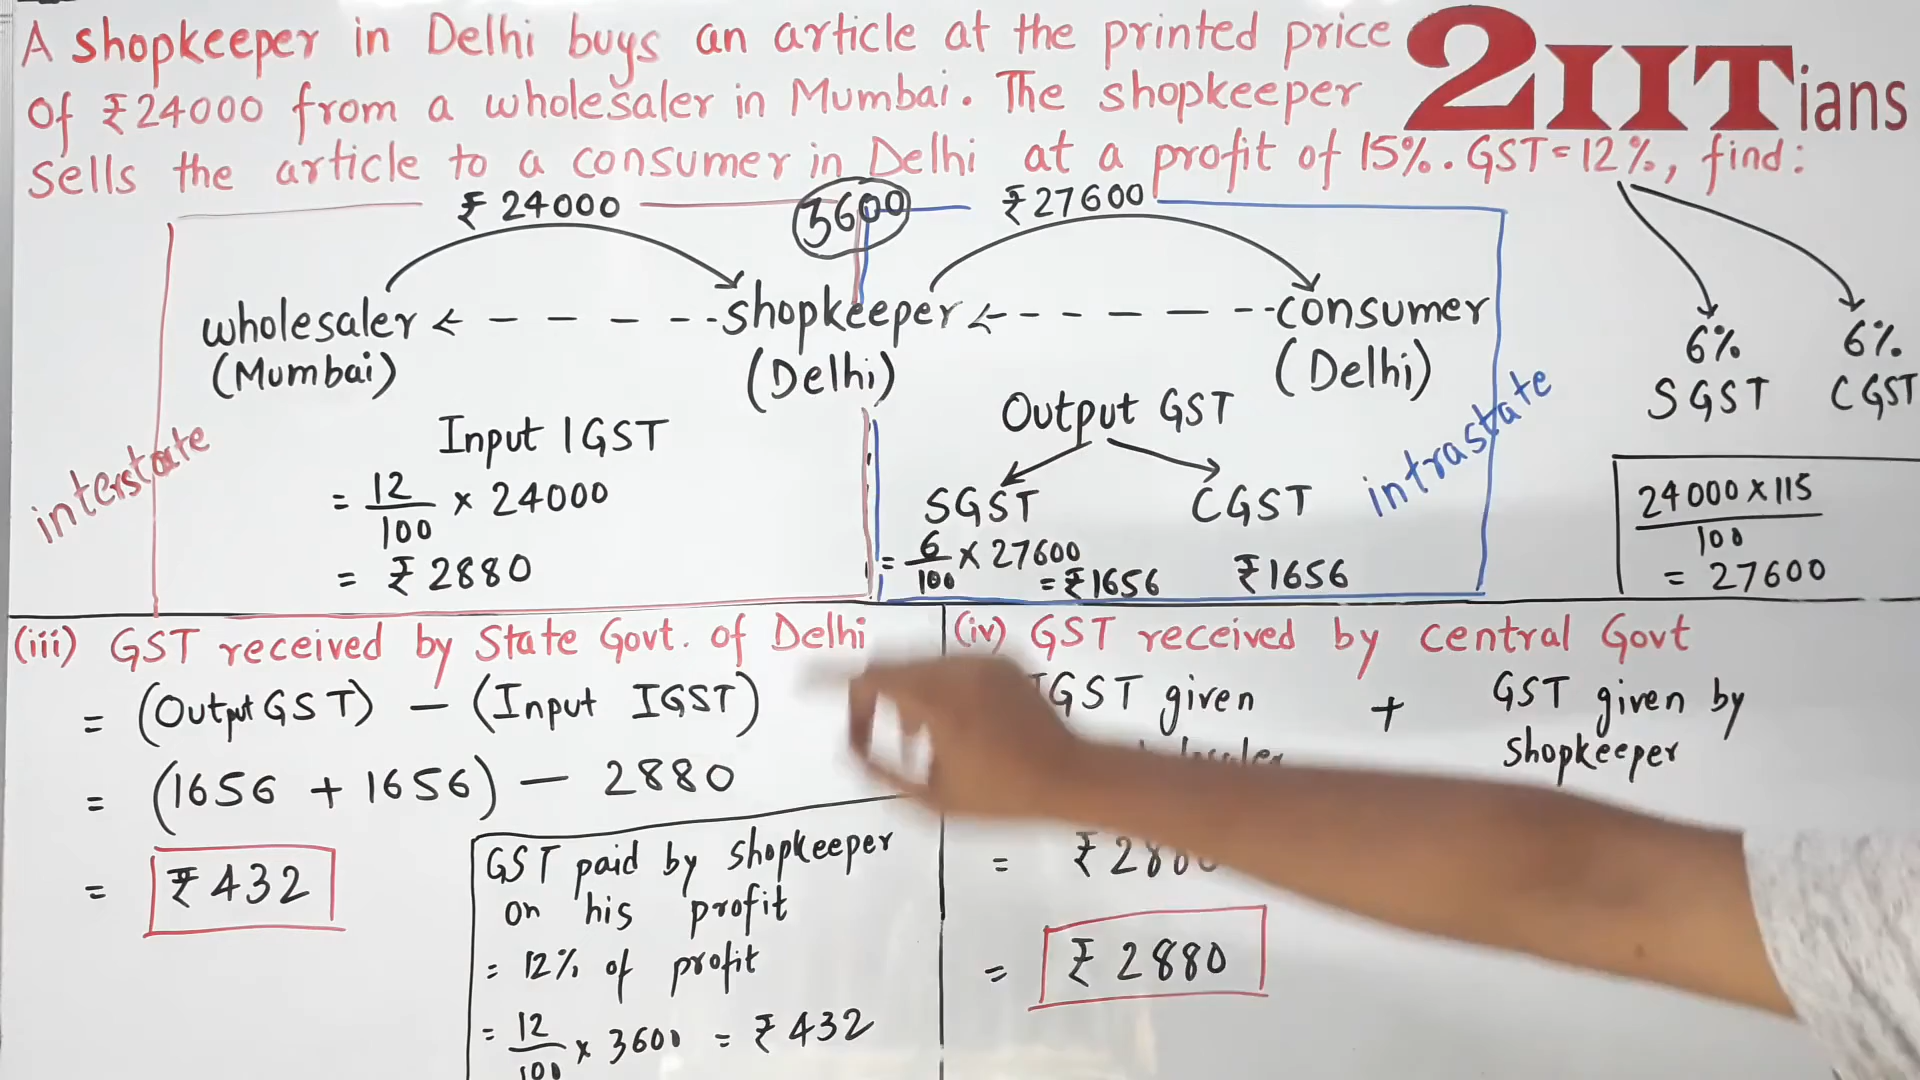 A shopkeeper in Delhi buys an article at the printed price
of ₹24000 from a wholesaler in Mumbai. The shopkeeper
sells the article to a consumer in Delhi at a profit of 15%. GST=12%, find:
2IITians
₹24000
3600
₹27600
wholesaler
(Mumbai)
shopkeeper
(Delhi)
consumer
(Delhi)
6%
SGST
6%
CGST
interstate
intrastate
Input IGST
= 12/100 × 24000
= ₹2880
Output GST
SGST
CGST
= 6/100 × 27600
= ₹1656
₹1656
24000×115
100
= 27600
(iii) GST received by State Govt. of Delhi
= (Output GST) - (Input IGST)
= (1656 + 1656) - 2880
= ₹432
GST paid by shopkeeper
on his profit
= 12% of profit
= 12/100 × 3600 = ₹432
(iv) GST received by central Govt
IGST given
+
GST given by
shopkeeper
=
= ₹2880